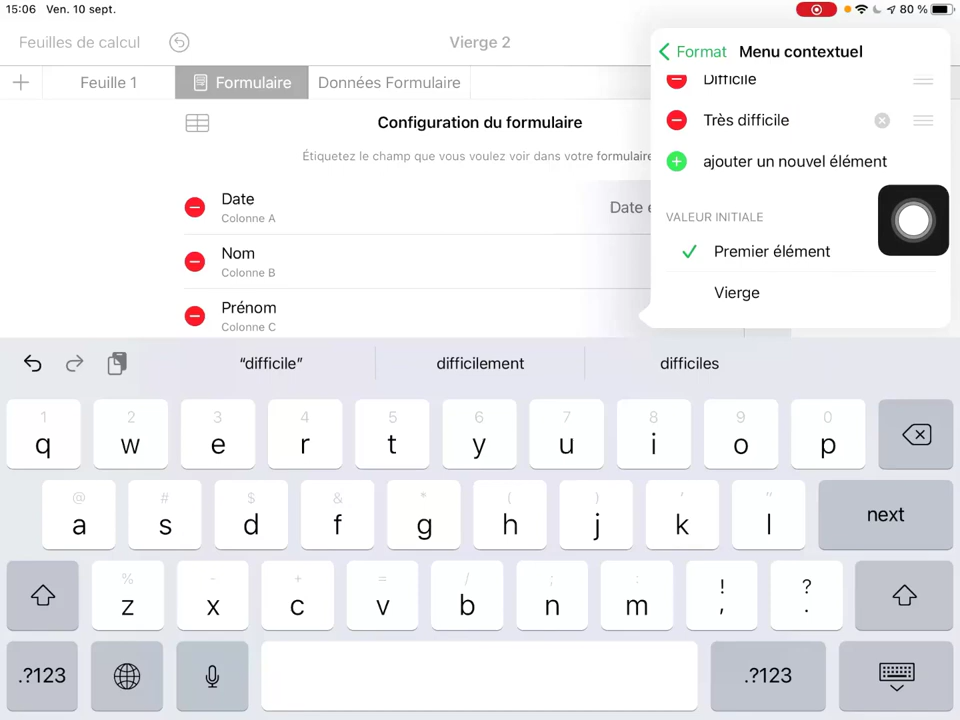 15:06 Ven. 10 sept. 80 %
Feuilles de calcul Vierge 2
Format Menu contextuel
Feuille 1 Formulaire Données Formulaire
Difficile
Très difficile
ajouter un nouvel élément
VALEUR INITIALE
Premier élément
Vierge
Configuration du formulaire
Étiquetez le champ que vous voulez voir dans votre formulaire
Date
Colonne A
Date
Nom
Colonne B
Prénom
Colonne C
“difficile” difficilement difficiles
1 2 3 4 5 6 7 8 9 0
q w e r t y u i o p
@ # $ & * ( ) ' "
a s d f g h j k l next
% - + = / ; : ! ?
z x c v b n m , .
.?123 .?123